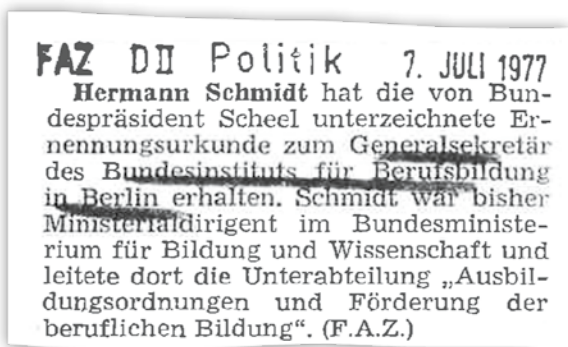 FAZ DII Politik 7. JULI 1977
Hermann Schmidt hat die von Bun-
despräsident Scheel unterzeichnete Er-
nennungsurkunde zum Generalsekretär
des Bundesinstituts für Berufsbildung
in Berlin erhalten. Schmidt war bisher
Ministerialdirigent im Bundesministe-
rium für Bildung und Wissenschaft und
leitete dort die Unterabteilung „Ausbil-
dungsordnungen und Förderung der
beruflichen Bildung“. (F.A.Z.)